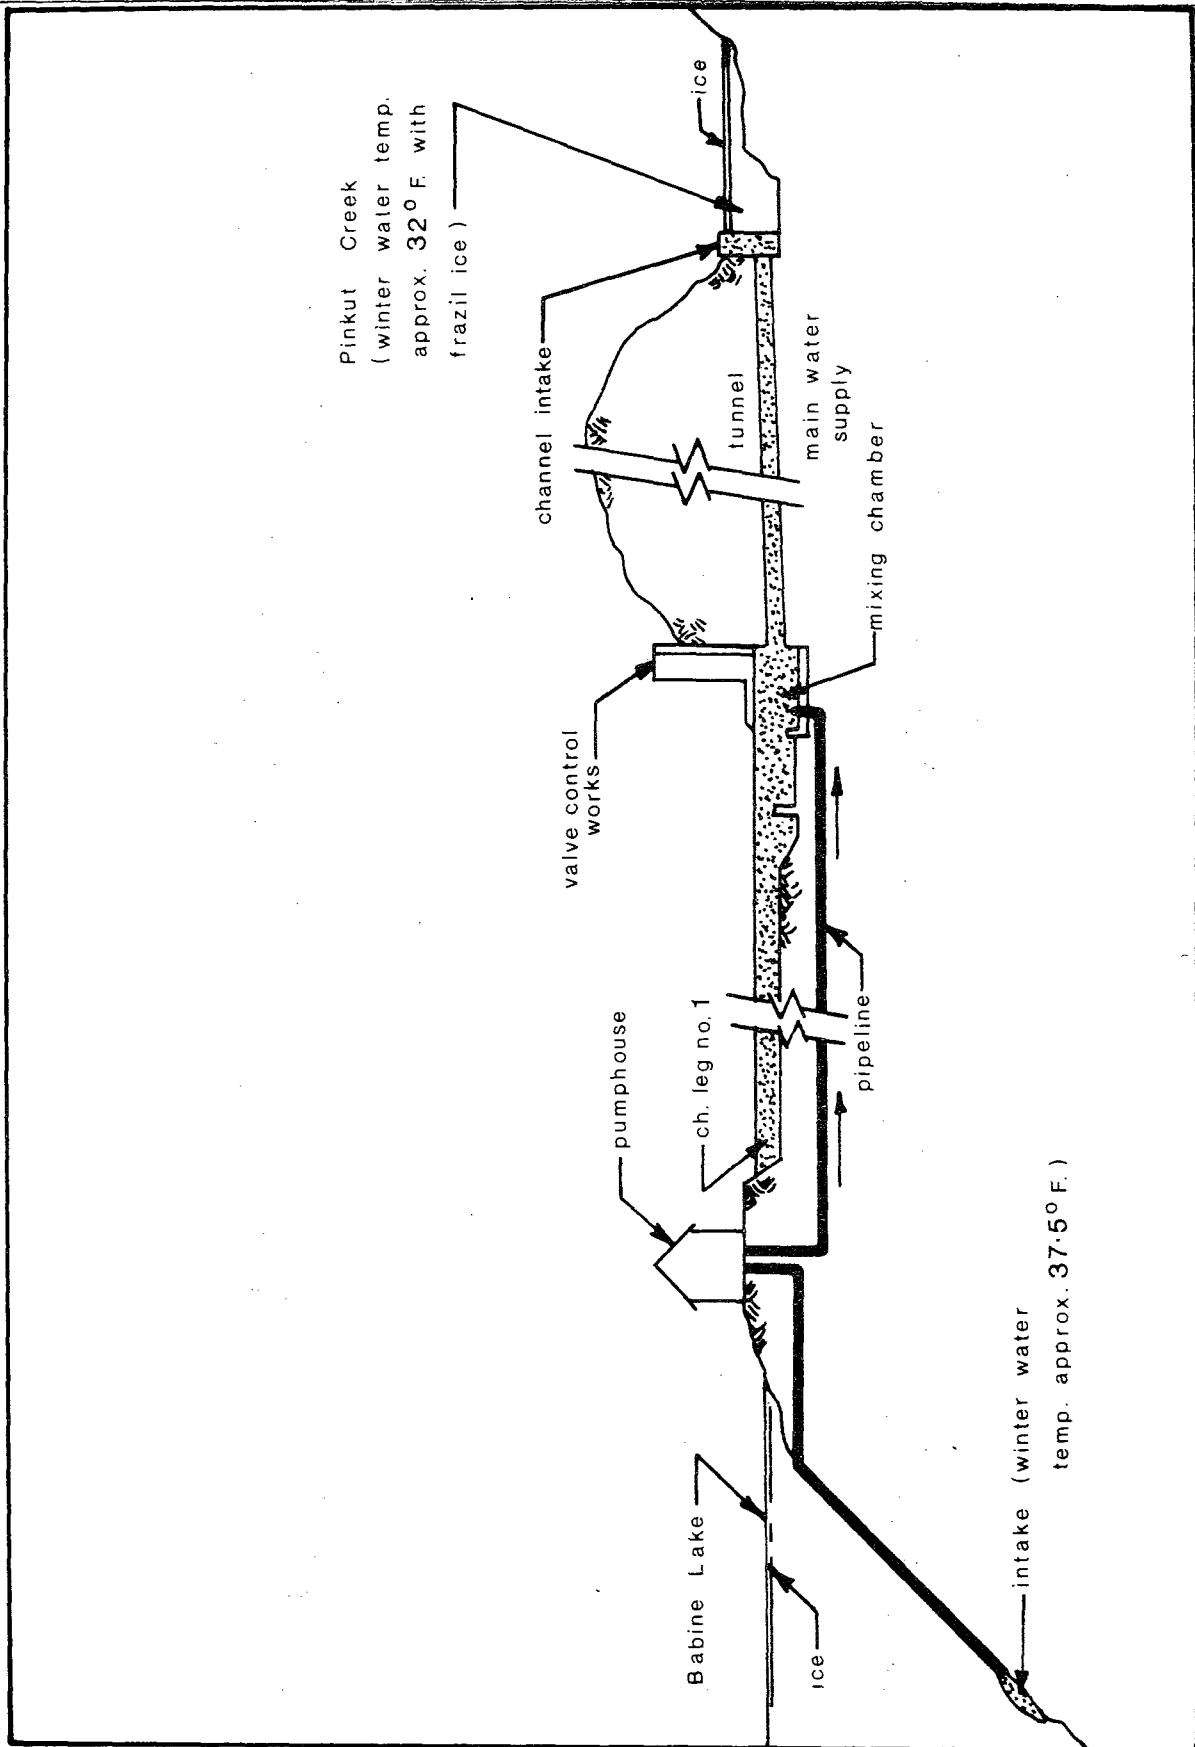 Pinkut Creek
(winter water temp.
approx. 32° F. with
frazil ice)
ice
channel intake
tunnel
main water
supply
mixing chamber
valve control
works
pumphouse
ch. leg no. 1
pipeline
Babine Lake
ice
intake (winter water
temp. approx. 37·5° F.)